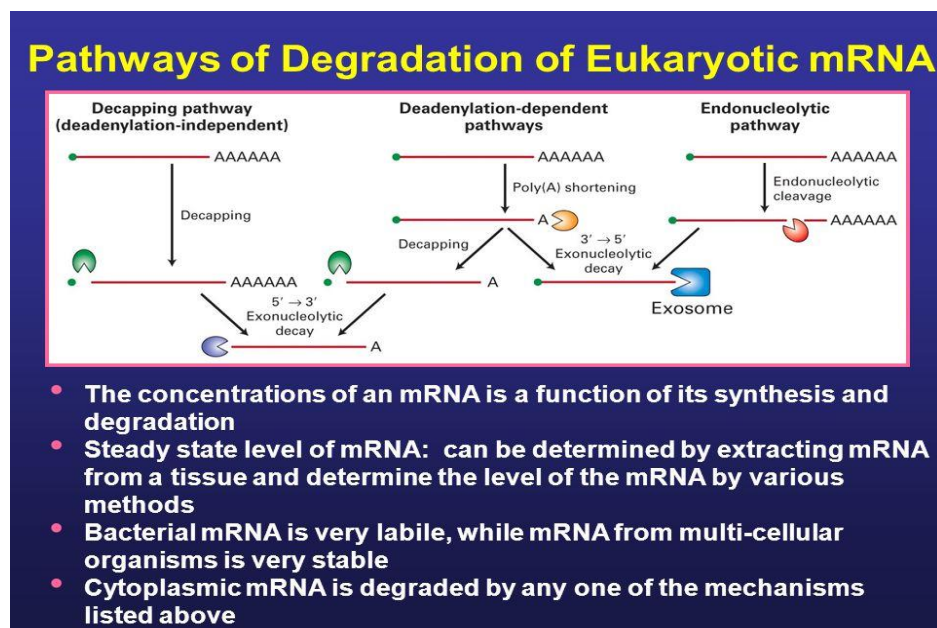 Pathways of Degradation of Eukaryotic mRNA
Decapping pathway
(deadenylation-independent)
AAAAAA
Decapping
AAAAAA
5′ → 3′
Exonucleolytic
decay
A
Deadenylation-dependent
pathways
AAAAAA
Poly(A) shortening
A
Decapping
A
3′ → 5′
Exonucleolytic
decay
Exosome
Endonucleolytic
pathway
AAAAAA
Endonucleolytic
cleavage
AAAAAA
• The concentrations of an mRNA is a function of its synthesis and
degradation
• Steady state level of mRNA: can be determined by extracting mRNA
from a tissue and determine the level of the mRNA by various
methods
• Bacterial mRNA is very labile, while mRNA from multi-cellular
organisms is very stable
• Cytoplasmic mRNA is degraded by any one of the mechanisms
listed above